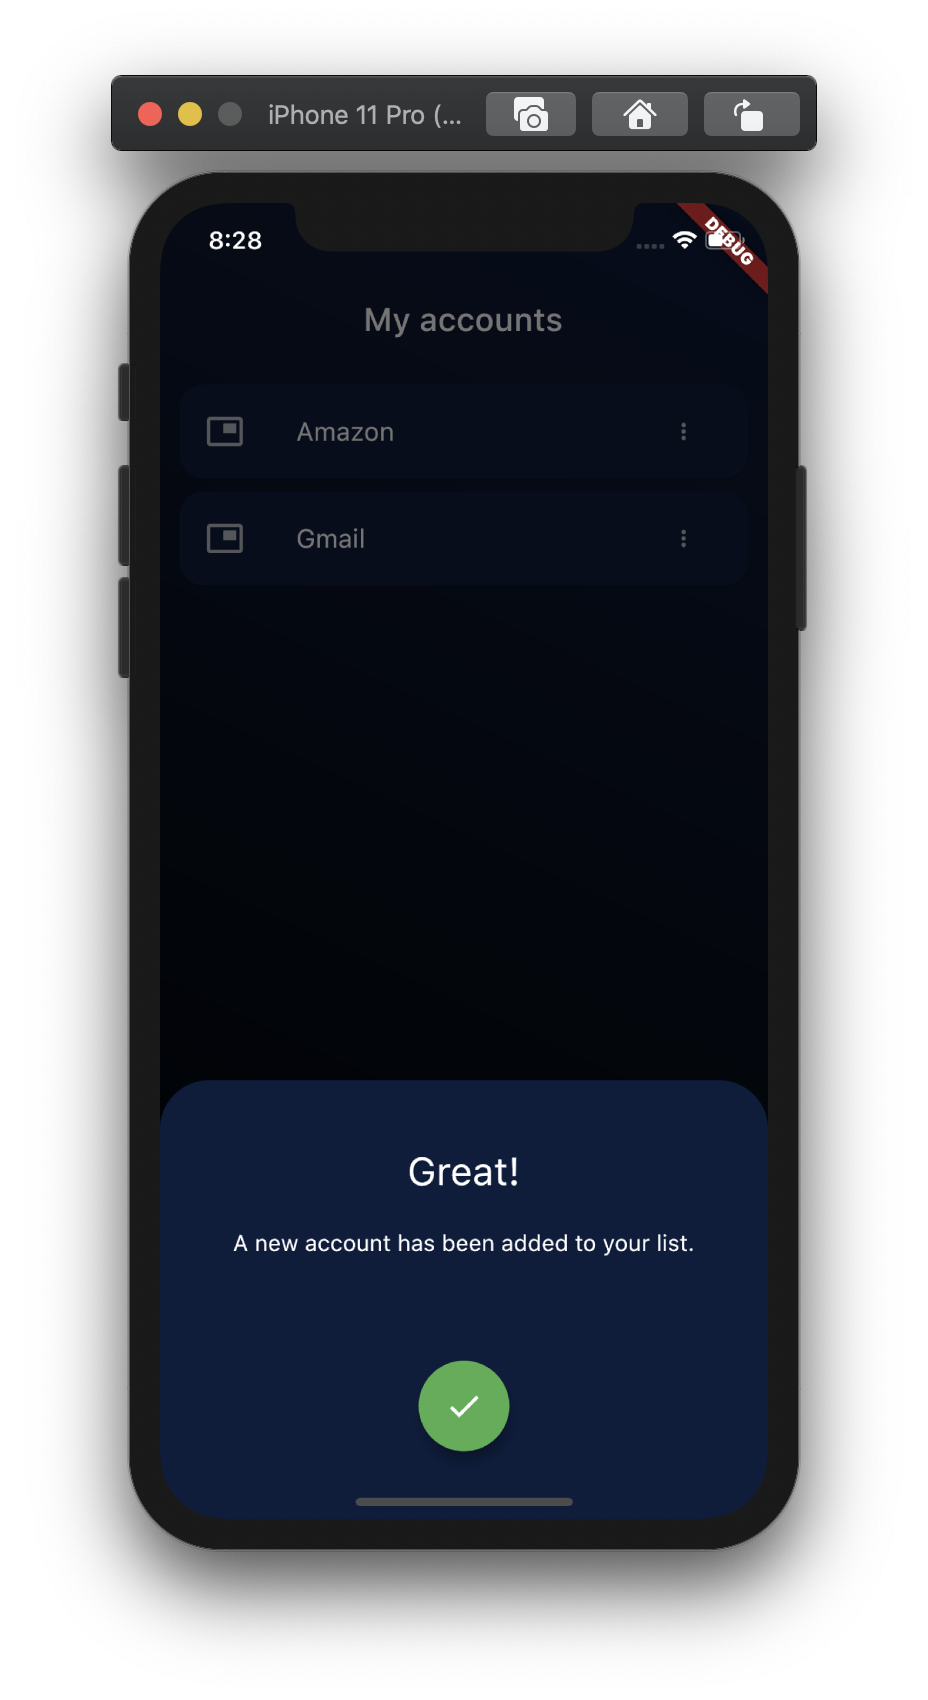 iPhone 11 Pro (...
8:28
DEBUG
My accounts
Amazon
Gmail
Great!
A new account has been added to your list.